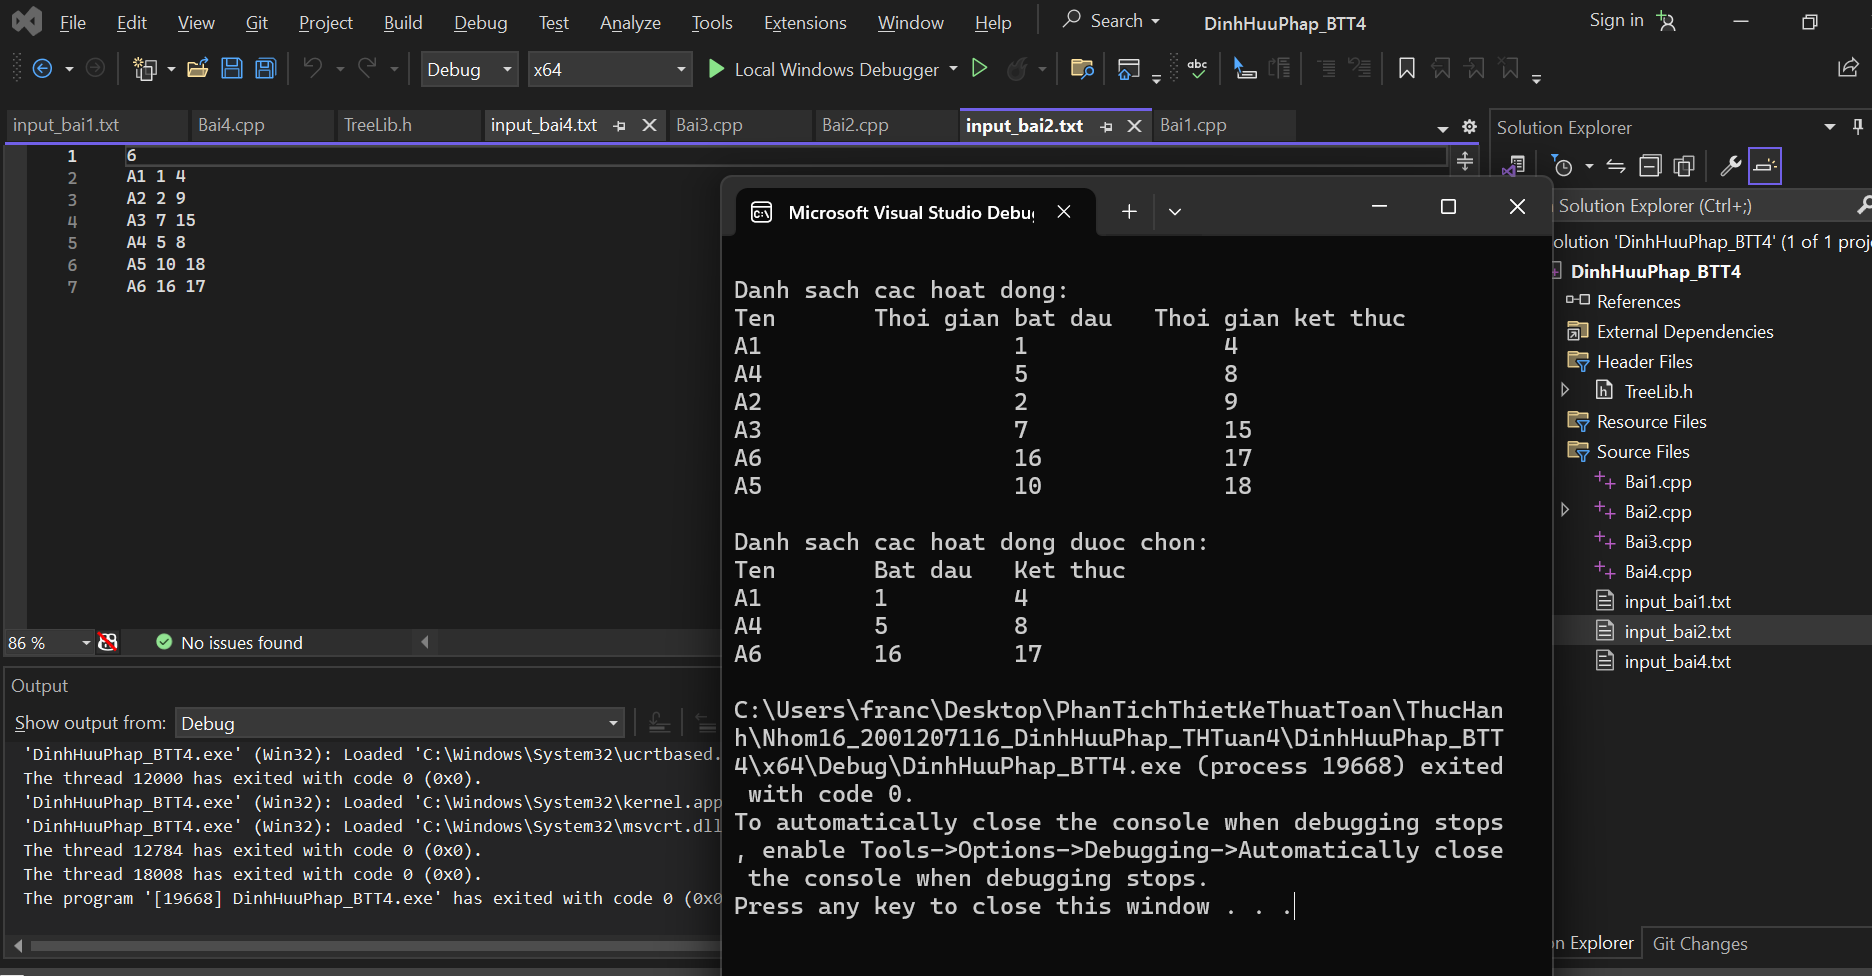 File Edit View Git Project Build Debug Test Analyze Tools Extensions Window Help Search DinhHuuPhap_BTT4 Sign in
Debug x64 Local Windows Debugger abc
input_bai1.txt Bai4.cpp TreeLib.h input_bai4.txt Bai3.cpp Bai2.cpp input_bai2.txt Bai1.cpp
1 6
2 A1 1 4
3 A2 2 9
4 A3 7 15
5 A4 5 8
6 A5 10 18
7 A6 16 17
86 % No issues found
Output
Show output from: Debug
'DinhHuuPhap_BTT4.exe' (Win32): Loaded 'C:\Windows\System32\ucrtbased.
The thread 12000 has exited with code 0 (0x0).
'DinhHuuPhap_BTT4.exe' (Win32): Loaded 'C:\Windows\System32\kernel.app
'DinhHuuPhap_BTT4.exe' (Win32): Loaded 'C:\Windows\System32\msvcrt.dll
The thread 12784 has exited with code 0 (0x0).
The thread 18008 has exited with code 0 (0x0).
The program '[19668] DinhHuuPhap_BTT4.exe' has exited with code 0 (0x0
Microsoft Visual Studio Debu
Danh sach cac hoat dong:
Ten Thoi gian bat dau Thoi gian ket thuc
A1 1 4
A4 5 8
A2 2 9
A3 7 15
A6 16 17
A5 10 18
Danh sach cac hoat dong duoc chon:
Ten Bat dau Ket thuc
A1 1 4
A4 5 8
A6 16 17
C:\Users\franc\Desktop\PhanTichThietKeThuatToan\ThucHan
h\Nhom16_2001207116_DinhHuuPhap_THTuan4\DinhHuuPhap_BTT
4\x64\Debug\DinhHuuPhap_BTT4.exe (process 19668) exited
with code 0.
To automatically close the console when debugging stops
, enable Tools->Options->Debugging->Automatically close
the console when debugging stops.
Press any key to close this window . . .
Solution Explorer
Solution Explorer (Ctrl+;)
olution 'DinhHuuPhap_BTT4' (1 of 1 proj
DinhHuuPhap_BTT4
References
External Dependencies
Header Files
TreeLib.h
Resource Files
Source Files
Bai1.cpp
Bai2.cpp
Bai3.cpp
Bai4.cpp
input_bai1.txt
input_bai2.txt
input_bai4.txt
n Explorer Git Changes